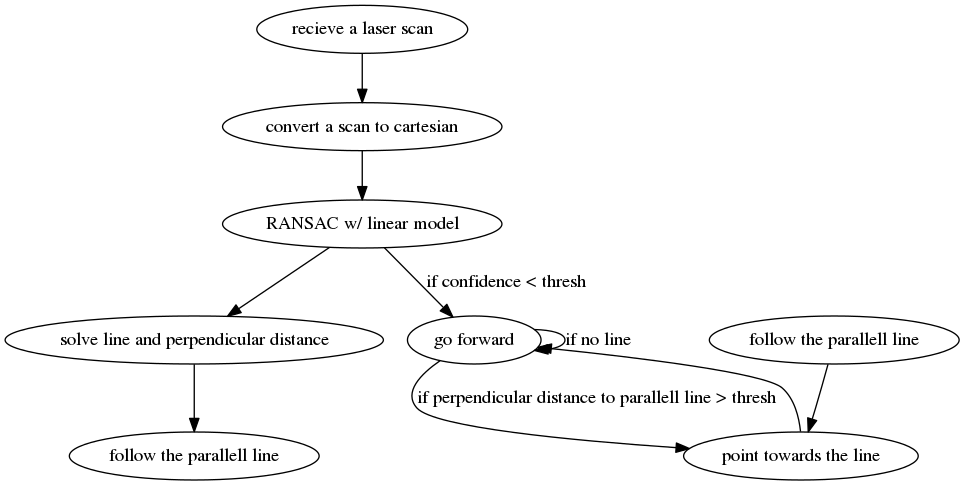 recieve a laser scan
convert a scan to cartesian
RANSAC w/ linear model
if confidence < thresh
solve line and perpendicular distance
go forward
if no line
follow the parallell line
if perpendicular distance to parallell line > thresh
follow the parallell line
point towards the line